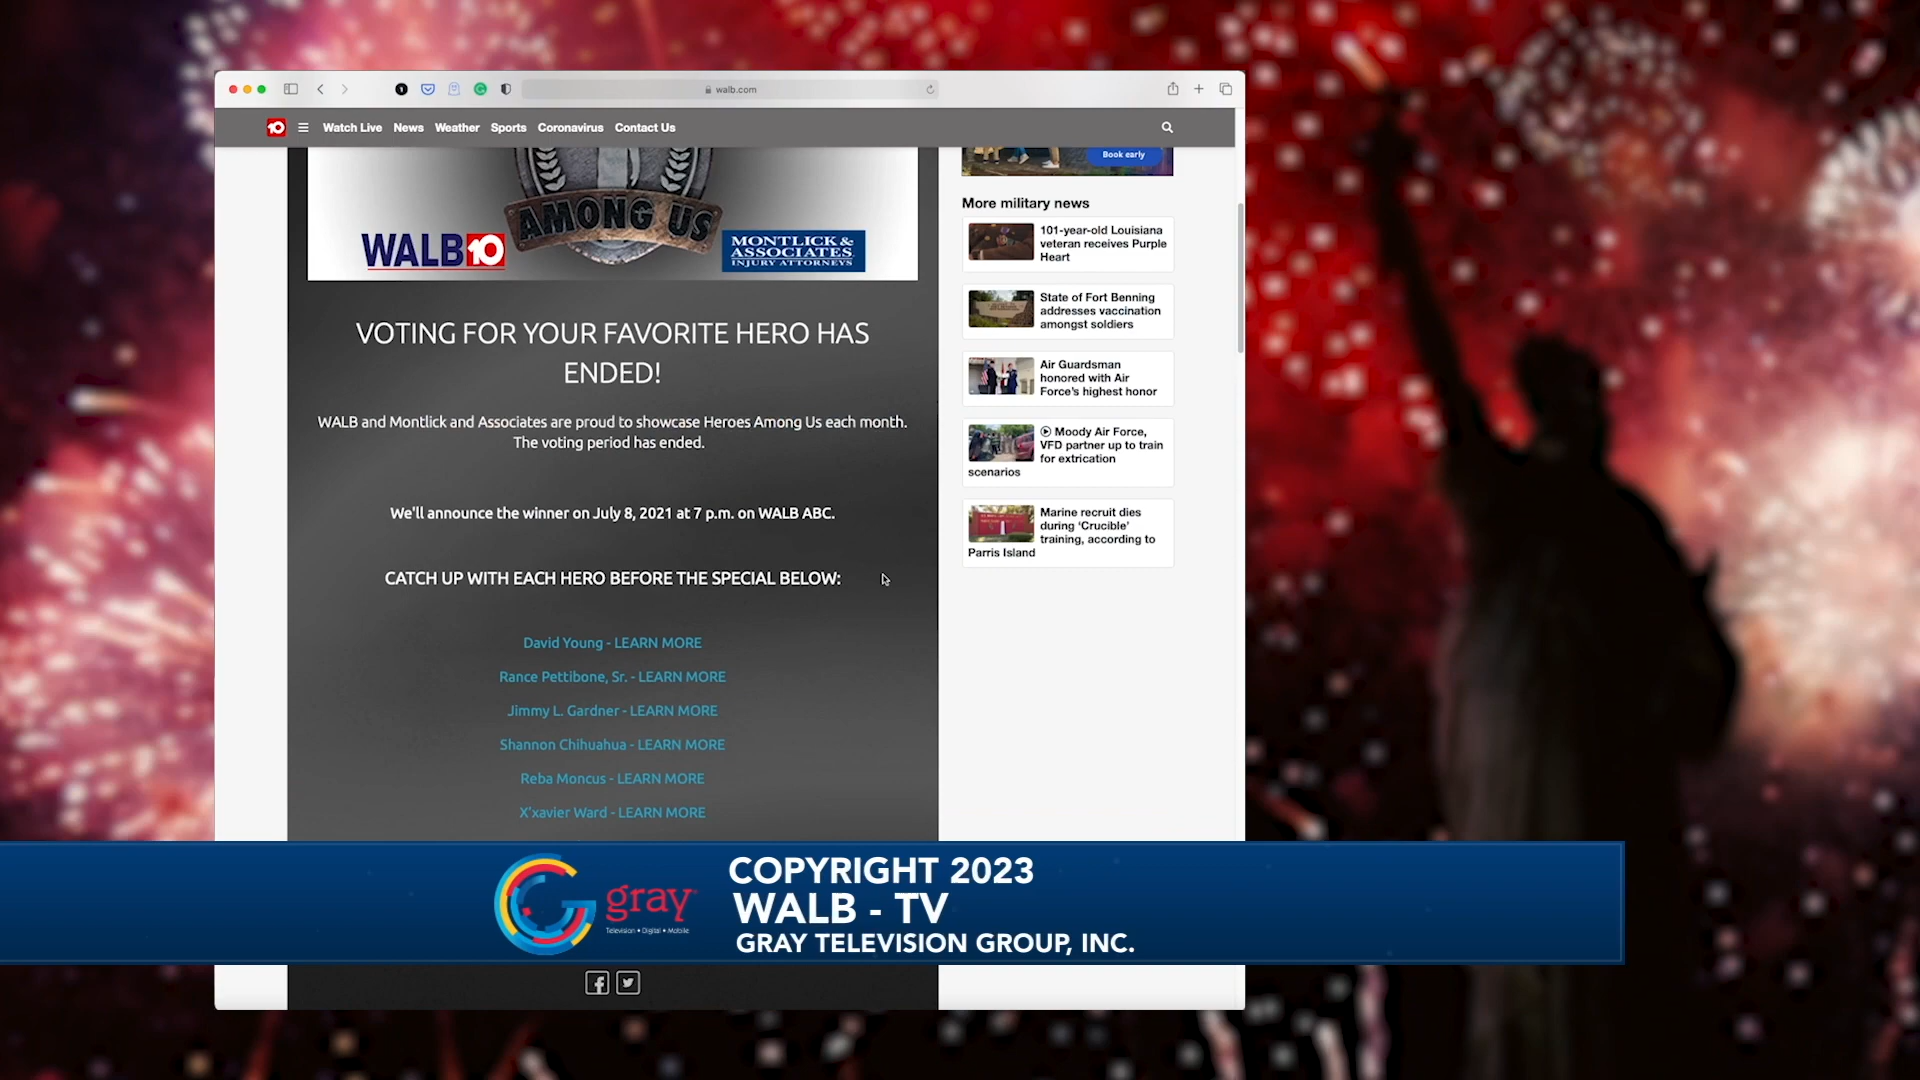 walb.com
10
Watch Live News Weather Sports Coronavirus Contact Us
AMONG US
WALB10
MONTLICK &
ASSOCIATES
INJURY ATTORNEYS
VOTING FOR YOUR FAVORITE HERO HAS
ENDED!
WALB and Montlick and Associates are proud to showcase Heroes Among Us each month.
The voting period has ended.
We'll announce the winner on July 8, 2021 at 7 p.m. on WALB ABC.
CATCH UP WITH EACH HERO BEFORE THE SPECIAL BELOW:
David Young - LEARN MORE
Rance Pettibone, Sr. - LEARN MORE
Jimmy L. Gardner - LEARN MORE
Shannon Chihuahua - LEARN MORE
Reba Moncus - LEARN MORE
X'xavier Ward - LEARN MORE
Book early
More military news
101-year-old Louisiana
veteran receives Purple
Heart
State of Fort Benning
addresses vaccination
amongst soldiers
Air Guardsman
honored with Air
Force's highest honor
Moody Air Force,
VFD partner up to train
for extrication
scenarios
Marine recruit dies
during ‘Crucible’
training, according to
Parris Island
gray
Television • Digital • Mobile
COPYRIGHT 2023
WALB - TV
GRAY TELEVISION GROUP, INC.